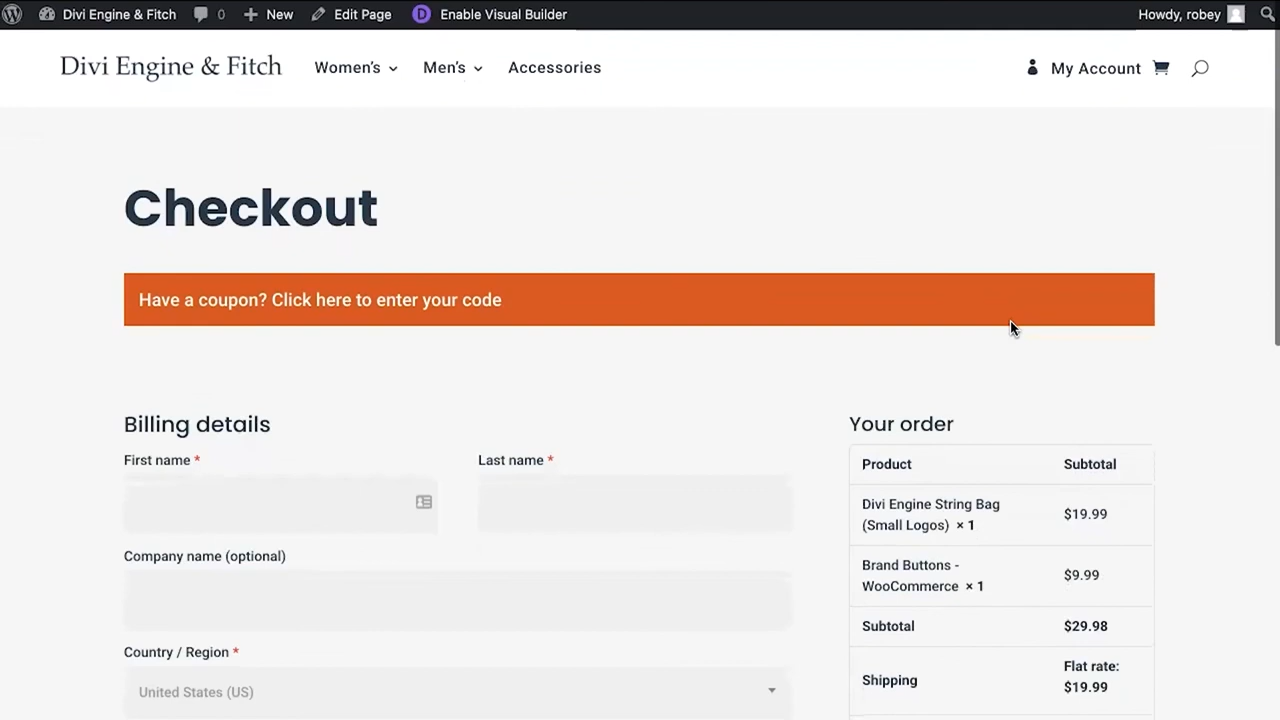 Divi Engine & Fitch 0 New Edit Page Enable Visual Builder Howdy, robey
Divi Engine & Fitch Women's Men's Accessories My Account
Checkout
Have a coupon? Click here to enter your code
Billing details
First name *
Last name *
Company name (optional)
Country / Region *
United States (US)
Your order
Product Subtotal
Divi Engine String Bag
(Small Logos) × 1
$19.99
Brand Buttons -
WooCommerce × 1
$9.99
Subtotal $29.98
Shipping
Flat rate:
$19.99